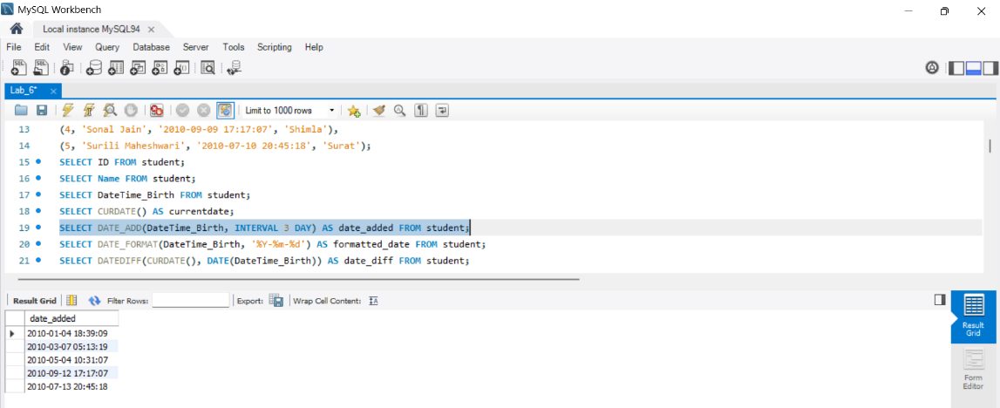 MySQL Workbench
Local instance MySQL94
File Edit View Query Database Server Tools Scripting Help
Lab_6*
Limit to 1000 rows
13 (4, 'Sonal Jain', '2010-09-09 17:17:07', 'Shimla'),
14 (5, 'Surili Maheshwari', '2010-07-10 20:45:18', 'Surat');
15 SELECT ID FROM student;
16 SELECT Name FROM student;
17 SELECT DateTime_Birth FROM student;
18 SELECT CURDATE() AS currentdate;
19 SELECT DATE_ADD(DateTime_Birth, INTERVAL 3 DAY) AS date_added FROM student;
20 SELECT DATE_FORMAT(DateTime_Birth, '%Y-%m-%d') AS formatted_date FROM student;
21 SELECT DATEDIFF(CURDATE(), DATE(DateTime_Birth)) AS date_diff FROM student;
Result Grid Filter Rows: Export: Wrap Cell Content:
date_added
2010-01-04 18:39:09
2010-03-07 05:13:19
2010-05-04 10:31:07
2010-09-12 17:17:07
2010-07-13 20:45:18
Result
Grid
Form
Editor